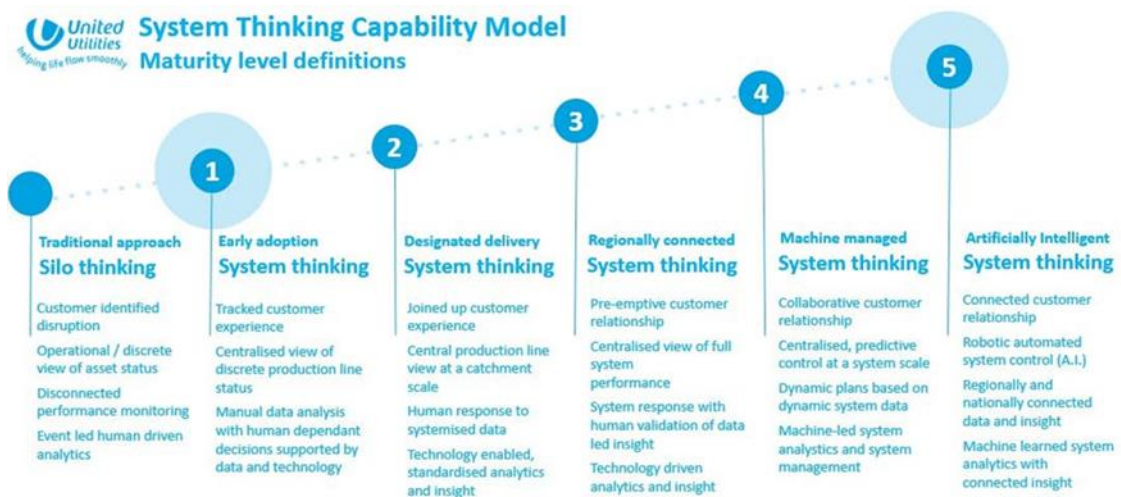 United
Utilities
helping life flow smoothly
System Thinking Capability Model
Maturity level definitions
1
2
3
4
5
Traditional approach
Silo thinking
Customer identified
disruption
Operational / discrete
view of asset status
Disconnected
performance monitoring
Event led human driven
analytics
Early adoption
System thinking
Tracked customer
experience
Centralised view of
discrete production line
status
Manual data analysis
with human dependant
decisions supported by
data and technology
Designated delivery
System thinking
Joined up customer
experience
Central production line
view at a catchment
scale
Human response to
systemised data
Technology enabled,
standardised analytics
and insight
Regionally connected
System thinking
Pre-emptive customer
relationship
Centralised view of full
system
performance
System response with
human validation of data
led insight
Technology driven
analytics and insight
Machine managed
System thinking
Collaborative customer
relationship
Centralised, predictive
control at a system scale
Dynamic plans based on
dynamic system data
Machine-led system
analystics and system
management
Artificially Intelligent
System thinking
Connected customer
relationship
Robotic automated
system control (A.I.)
Regionally and
nationally connected
data and insight
Machine learned system
analytics with
connected insight